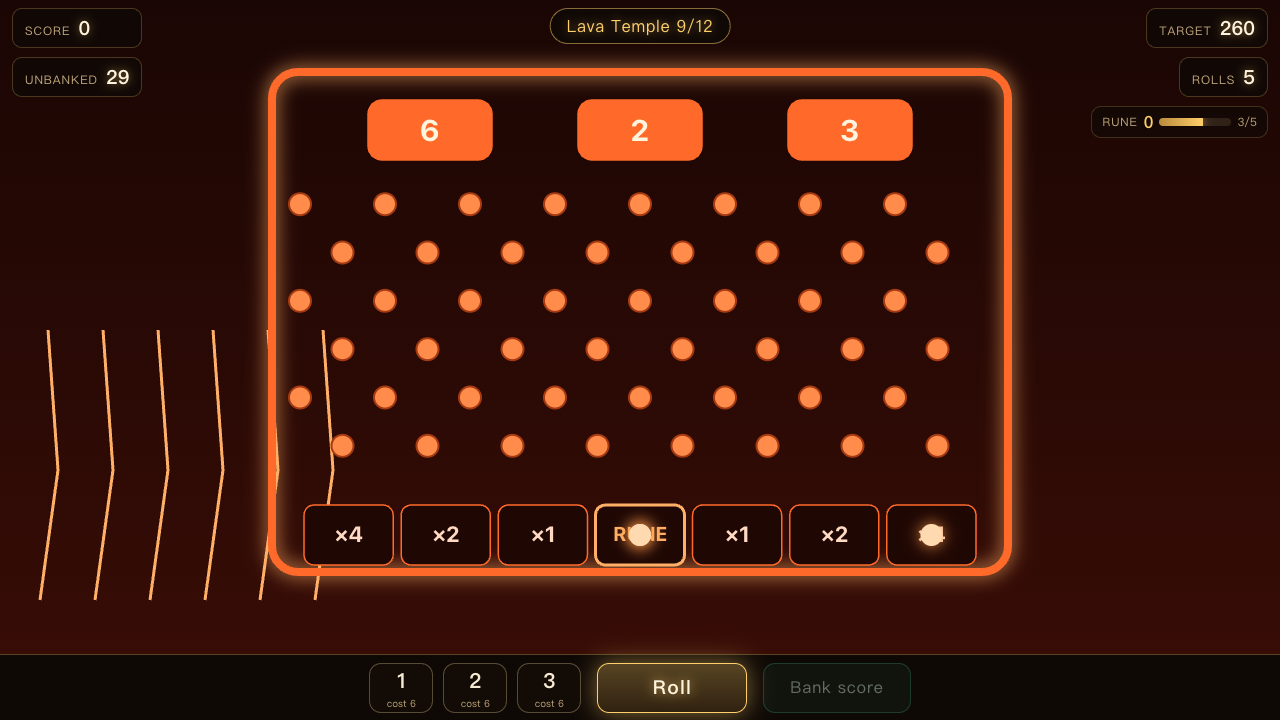 SCORE 0
UNBANKED 29
Lava Temple 9/12
TARGET 260
ROLLS 5
RUNE 0 3/5
6 2 3
×4 ×2 ×1 ×1 ×2
1 2 3
cost 6 cost 6 cost 6
Roll
Bank score